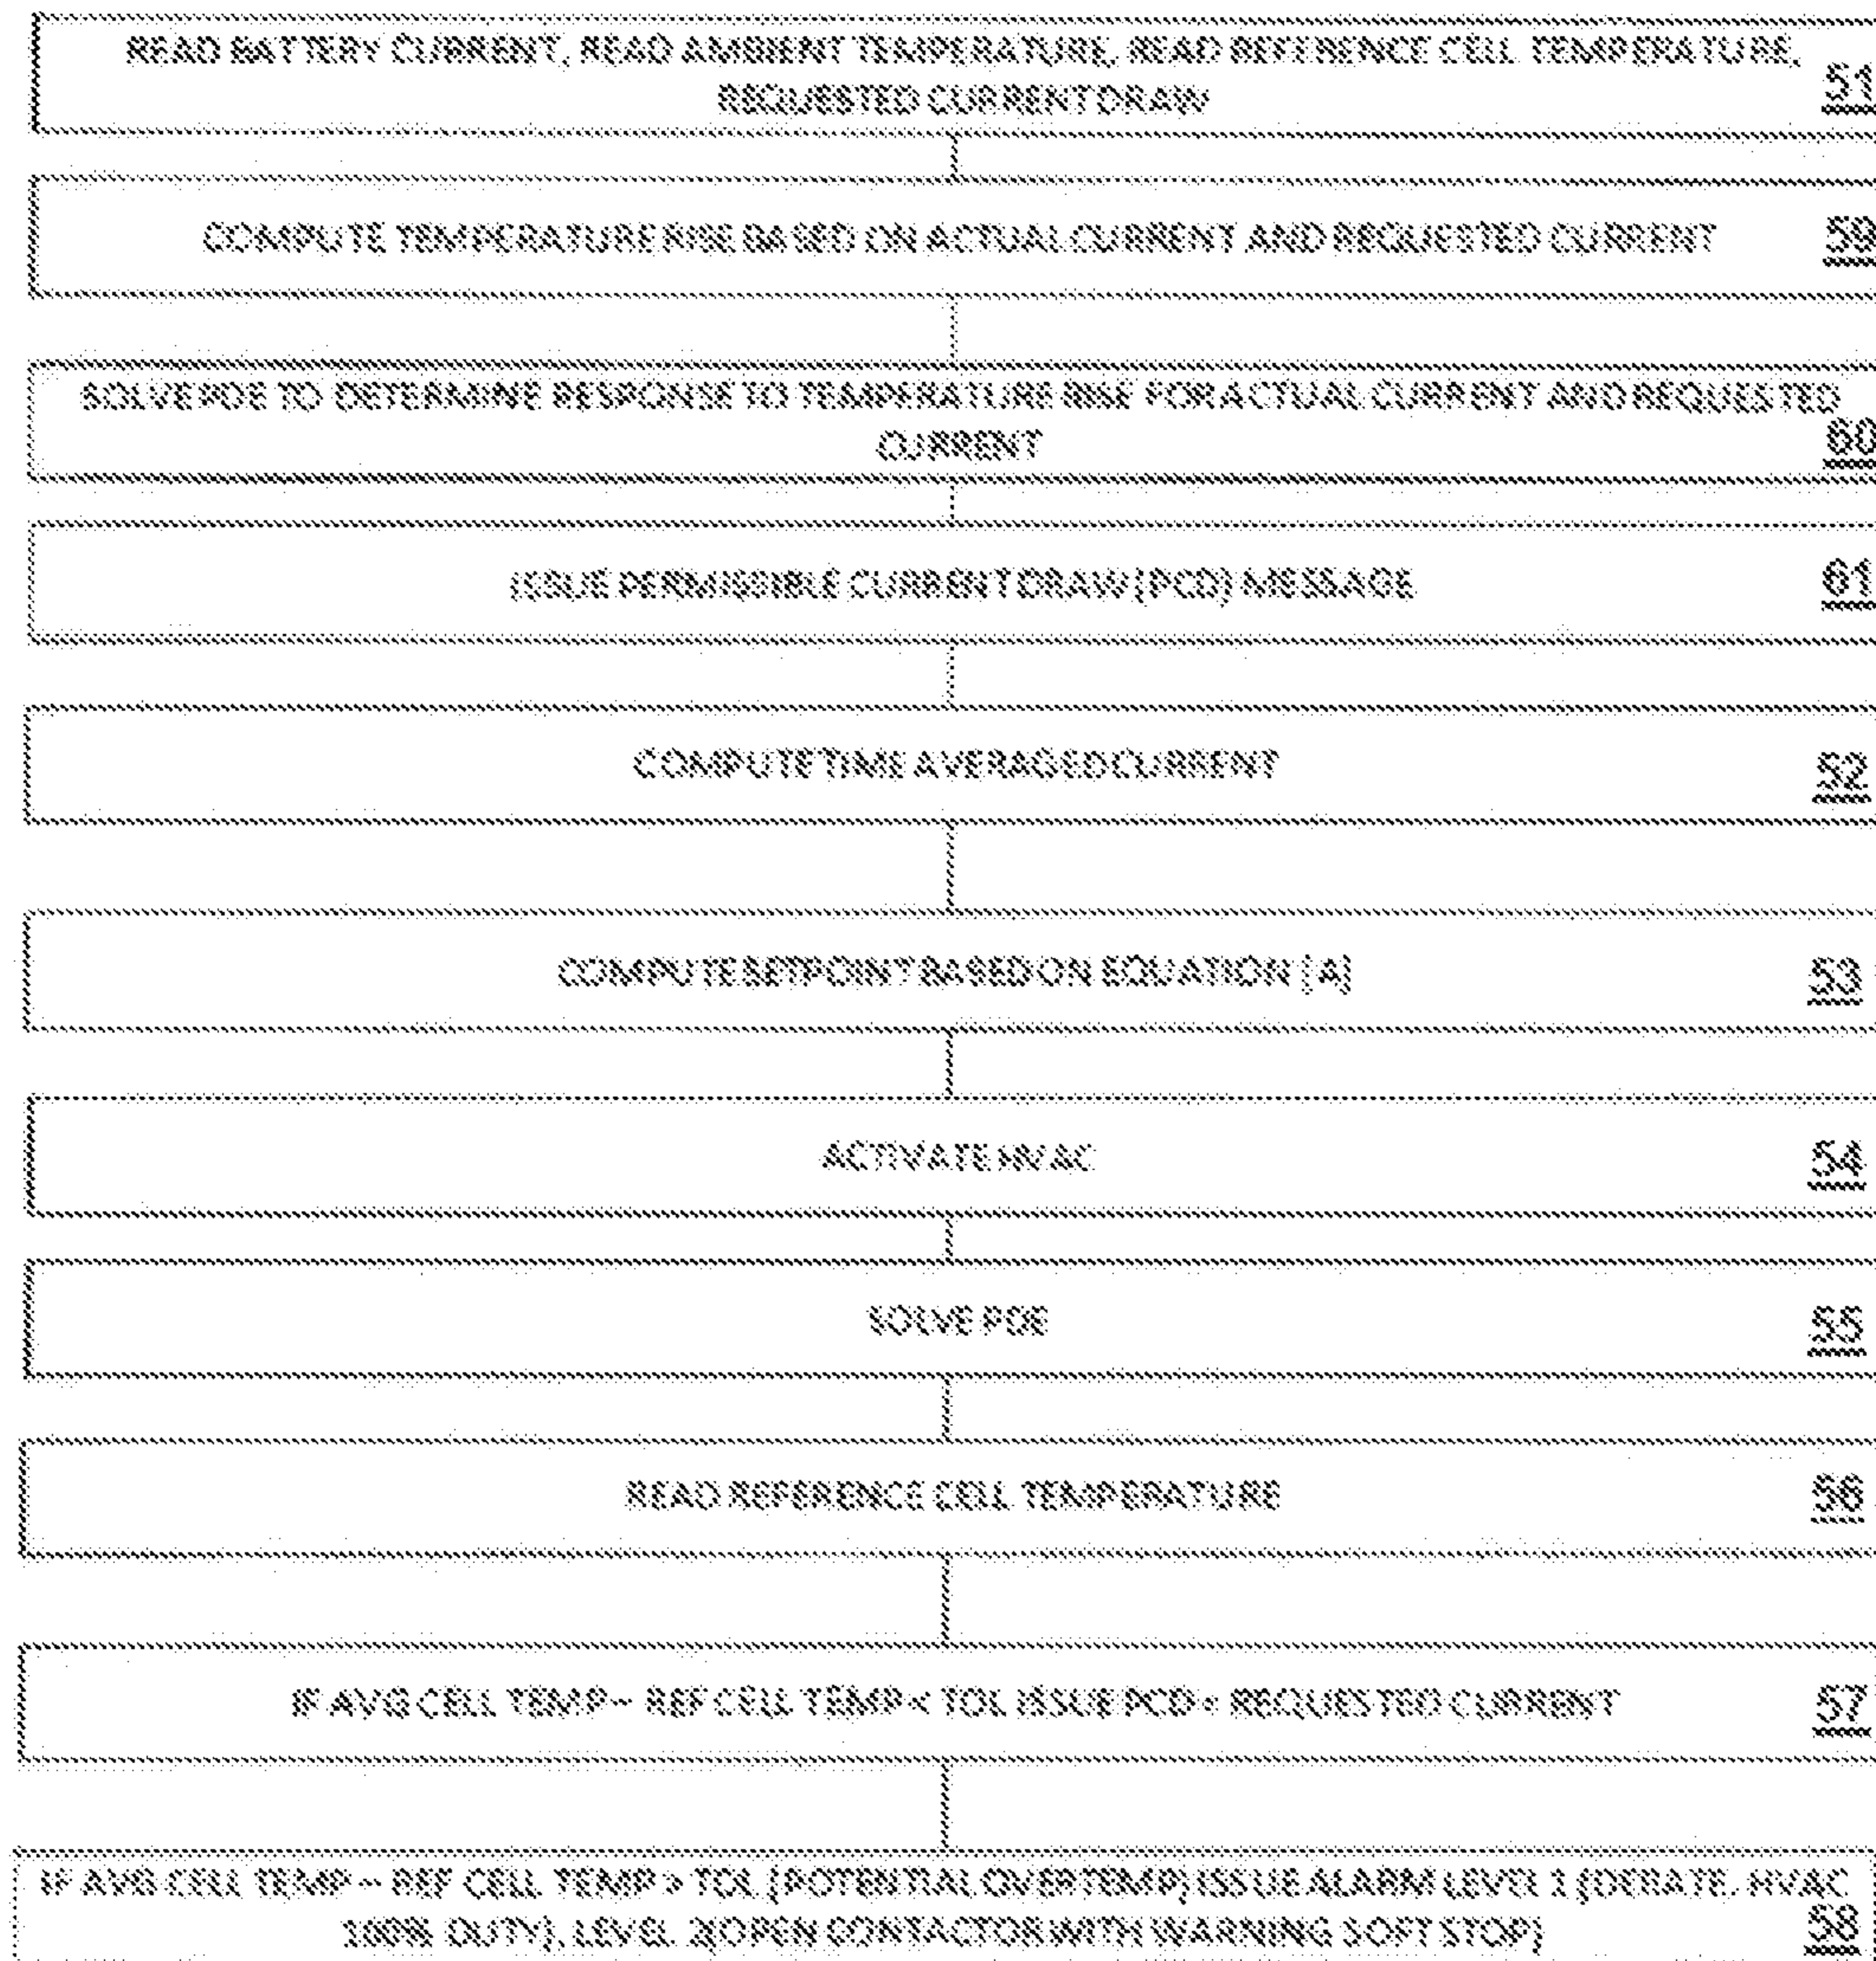 READ BATTERY CURRENT, READ AMBIENT TEMPERATURE, READ REFERENCE CELL TEMPERATURE,
REQUESTED CURRENT DRAW
51
COMPUTE TEMPERATURE RISE BASED ON ACTUAL CURRENT AND REQUESTED CURRENT
59
SOLVE PDE TO DETERMINE RESPONSE TO TEMPERATURE RISE FOR ACTUAL CURRENT AND REQUESTED
CURRENT
60
ISSUE PERMISSIBLE CURRENT DRAW (PCD) MESSAGE
61
COMPUTE TIME AVERAGED CURRENT
52
COMPUTE SETPOINT BASED ON EQUATION [A]
53
ACTIVATE HVAC
54
SOLVE PDE
55
READ REFERENCE CELL TEMPERATURE
56
IF AVG CELL TEMP – REF CELL TEMP < TOL ISSUE PCD = REQUESTED CURRENT
57
IF AVG CELL TEMP – REF CELL TEMP > TOL (POTENTIAL OVERTEMP) ISSUE ALARM LEVEL 1 (DERATE, HVAC
100% DUTY), LEVEL 2(OPEN CONTACTOR WITH WARNING SOFT STOP)
58